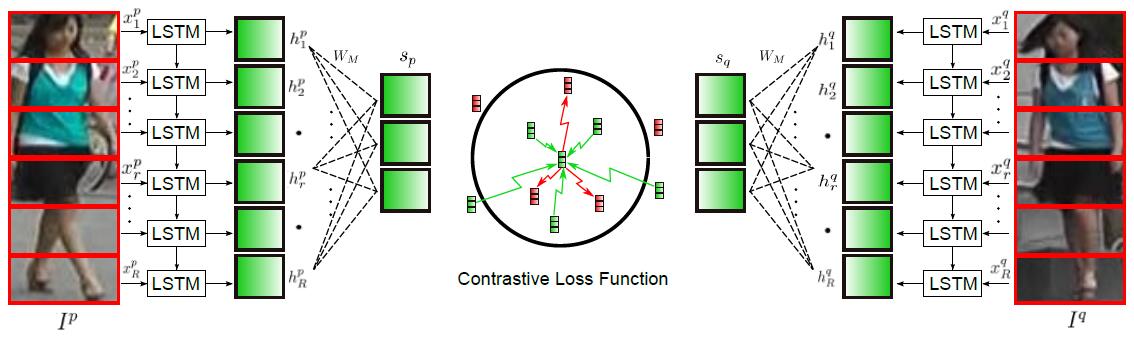 x_1^p LSTM h_1^p W_M s_p s_q W_M h_1^q LSTM x_1^q
x_2^p LSTM h_2^p h_2^q LSTM x_2^q
LSTM LSTM
x_r^p LSTM h_r^p h_r^q LSTM x_r^q
LSTM LSTM
x_R^p LSTM h_R^p Contrastive Loss Function h_R^q LSTM x_R^q
I^p I^q